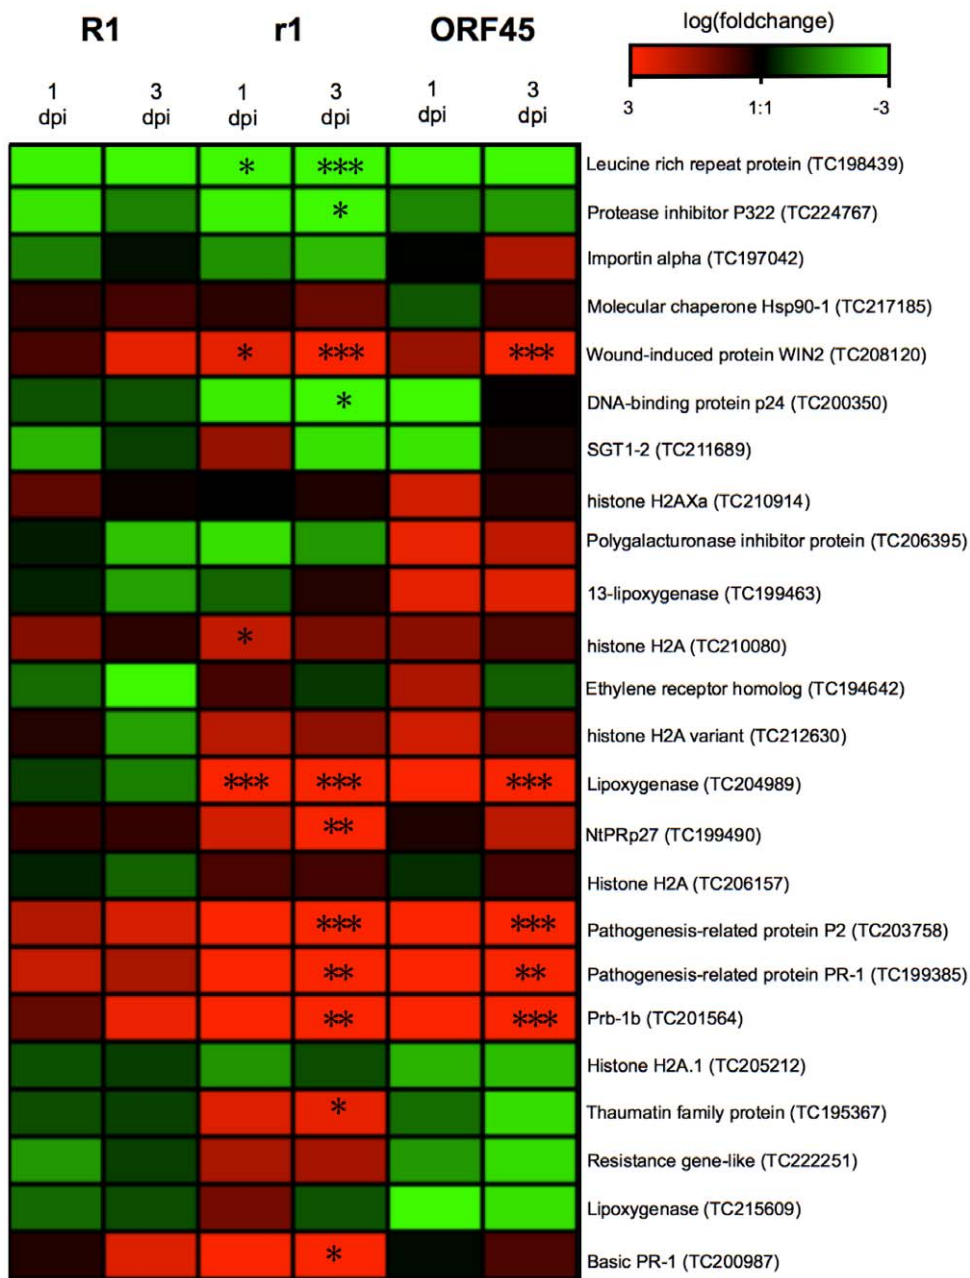 R1 r1 ORF45
log(foldchange)
3 1:1 -3
1 dpi 3 dpi 1 dpi 3 dpi 1 dpi 3 dpi
* *** Leucine rich repeat protein (TC198439)
* Protease inhibitor P322 (TC224767)
Importin alpha (TC197042)
Molecular chaperone Hsp90-1 (TC217185)
* *** *** Wound-induced protein WIN2 (TC208120)
* DNA-binding protein p24 (TC200350)
SGT1-2 (TC211689)
histone H2AXa (TC210914)
Polygalacturonase inhibitor protein (TC206395)
13-lipoxygenase (TC199463)
* histone H2A (TC210080)
Ethylene receptor homolog (TC194642)
histone H2A variant (TC212630)
*** *** *** Lipoxygenase (TC204989)
** NtPRp27 (TC199490)
Histone H2A (TC206157)
*** *** Pathogenesis-related protein P2 (TC203758)
** ** Pathogenesis-related protein PR-1 (TC199385)
** *** Prb-1b (TC201564)
Histone H2A.1 (TC205212)
* Thaumatin family protein (TC195367)
Resistance gene-like (TC222251)
Lipoxygenase (TC215609)
* Basic PR-1 (TC200987)